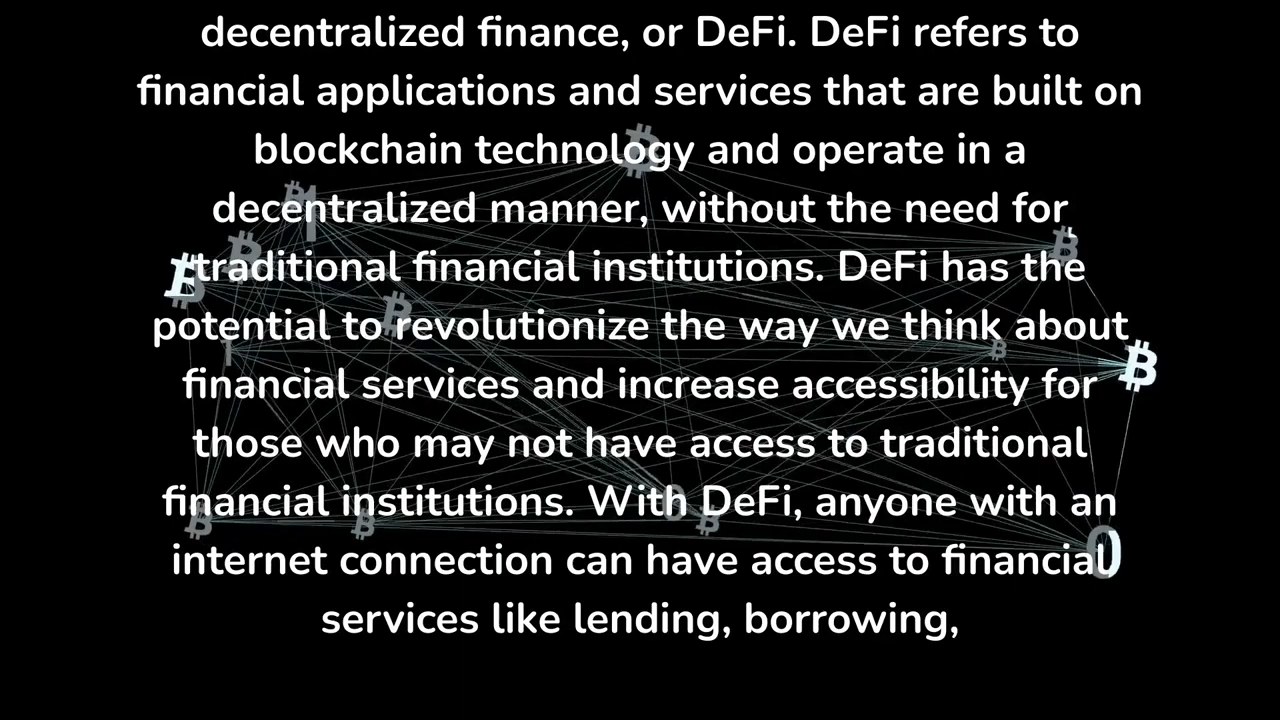 decentralized finance, or DeFi. DeFi refers to
financial applications and services that are built on
blockchain technology and operate in a
decentralized manner, without the need for
traditional financial institutions. DeFi has the
potential to revolutionize the way we think about
financial services and increase accessibility for
those who may not have access to traditional
financial institutions. With DeFi, anyone with an
internet connection can have access to financial
services like lending, borrowing,